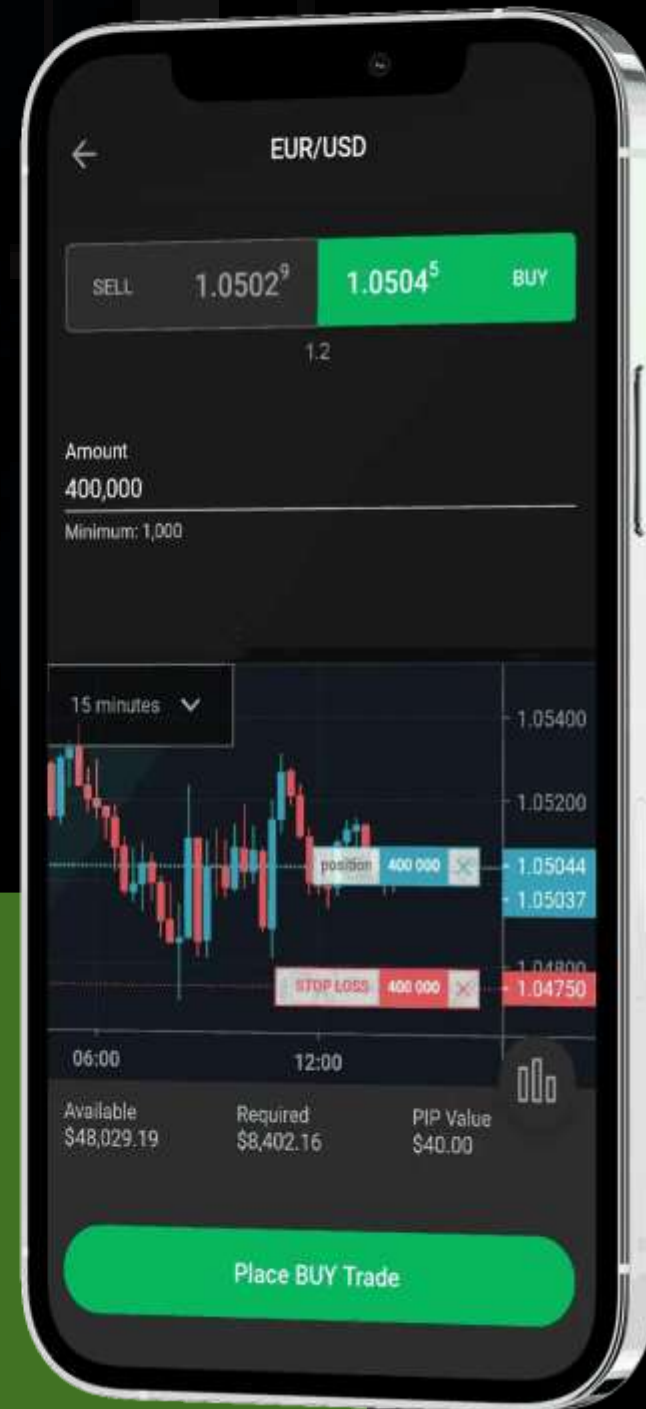 EUR/USD
SELL 1.0502⁹ 1.0504⁵ BUY
1.2
Amount
400,000
Minimum: 1,000
15 minutes
1.05400
1.05200
position 400 000 1.05044
1.05037
1.04800
STOP LOSS 400 000 1.04750
06:00 12:00
Available Required PIP Value
$48,029.19 $8,402.16 $40.00
Place BUY Trade